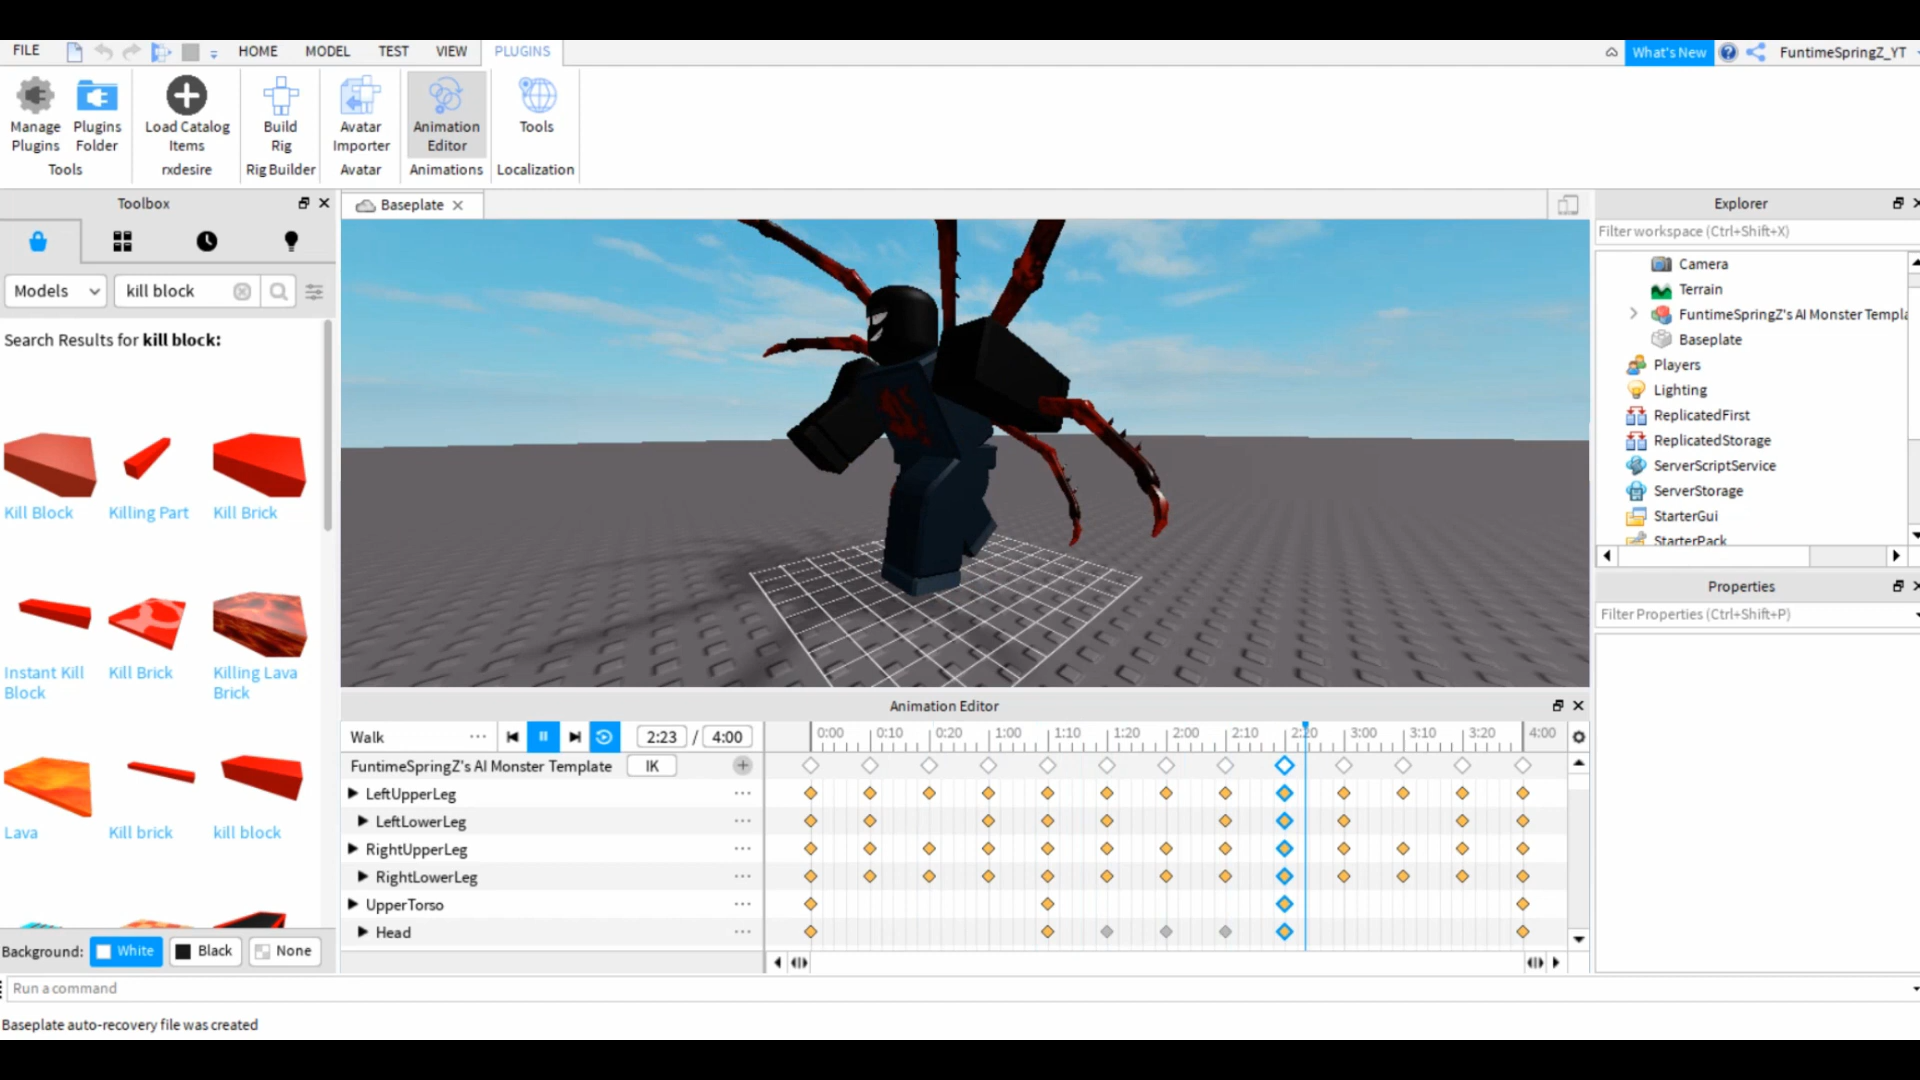 FILE
HOME MODEL TEST VIEW PLUGINS
What's New
FuntimeSpringZ_YT
Manage
Plugins
Plugins
Folder
Tools
Load Catalog
Items
rxdesire
Build
Rig
Rig Builder
Avatar
Importer
Avatar
Animation
Editor
Animations
Tools
Localization
Toolbox
Models
kill block
Search Results for kill block:
Kill Block
Killing Part
Kill Brick
Instant Kill
Block
Kill Brick
Killing Lava
Brick
Lava
Kill brick
kill block
Background: White Black None
Baseplate
Animation Editor
Walk
2:23 / 4:00
0:00 0:10 0:20 1:00 1:10 1:20 2:00 2:10 2:20 3:00 3:10 3:20 4:00
FuntimeSpringZ's AI Monster Template IK
LeftUpperLeg
LeftLowerLeg
RightUpperLeg
RightLowerLeg
UpperTorso
Head
Explorer
Filter workspace (Ctrl+Shift+X)
Camera
Terrain
FuntimeSpringZ's AI Monster Templa
Baseplate
Players
Lighting
ReplicatedFirst
ReplicatedStorage
ServerScriptService
ServerStorage
StarterGui
StarterPack
Properties
Filter Properties (Ctrl+Shift+P)
Run a command
Baseplate auto-recovery file was created